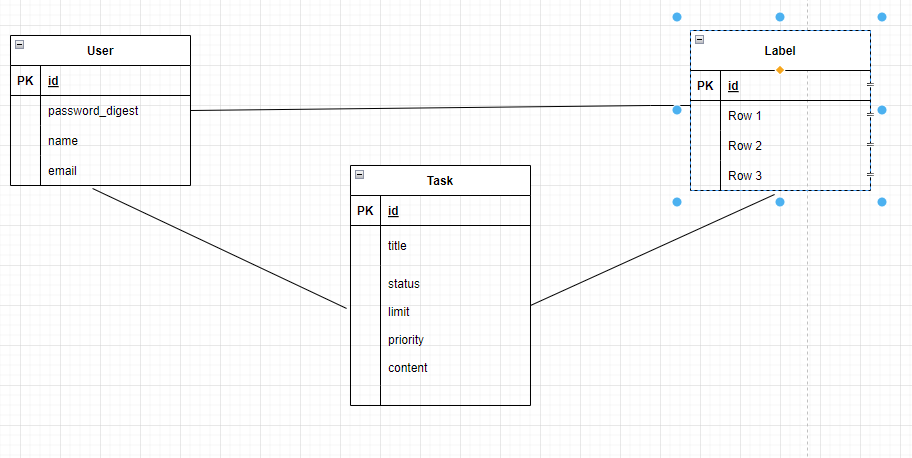 User
PK id
password_digest
name
email
Task
PK id
title
status
limit
priority
content
Label
PK id
Row 1
Row 2
Row 3